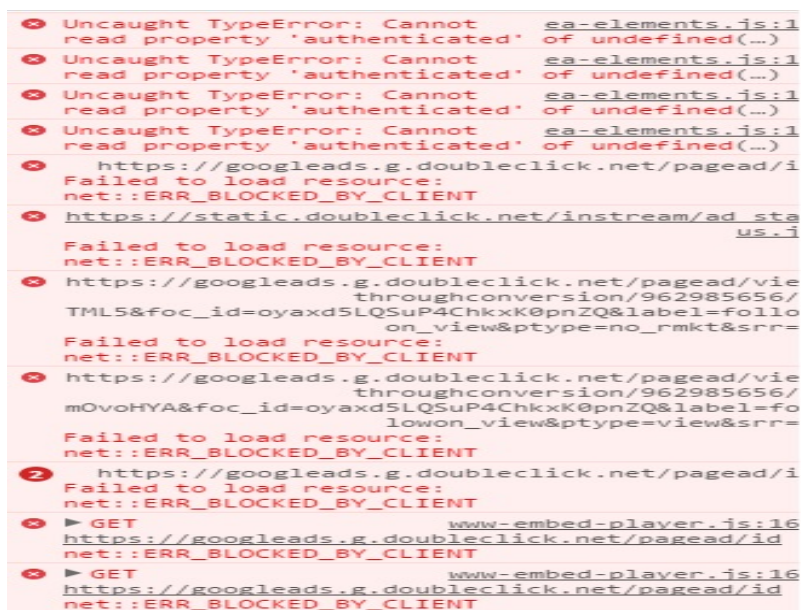 Uncaught TypeError: Cannot ea-elements.js:1
read property 'authenticated' of undefined(…)
Uncaught TypeError: Cannot ea-elements.js:1
read property 'authenticated' of undefined(…)
Uncaught TypeError: Cannot ea-elements.js:1
read property 'authenticated' of undefined(…)
Uncaught TypeError: Cannot ea-elements.js:1
read property 'authenticated' of undefined(…)
https://googleads.g.doubleclick.net/pagead/i
Failed to load resource:
net::ERR_BLOCKED_BY_CLIENT
https://static.doubleclick.net/instream/ad_sta
us.j
Failed to load resource:
net::ERR_BLOCKED_BY_CLIENT
https://googleads.g.doubleclick.net/pagead/vie
throughconversion/962985656/
TML5&foc_id=oyaxd5LQSuP4ChkxK0pnZQ&label=follo
on_view&ptype=no_rmkt&srr=
Failed to load resource:
net::ERR_BLOCKED_BY_CLIENT
https://googleads.g.doubleclick.net/pagead/vie
throughconversion/962985656/
mOvoHYA&foc_id=oyaxd5LQSuP4ChkxK0pnZQ&label=fo
lowon_view&ptype=view&srr=
Failed to load resource:
net::ERR_BLOCKED_BY_CLIENT
2 https://googleads.g.doubleclick.net/pagead/i
Failed to load resource:
net::ERR_BLOCKED_BY_CLIENT
GET www-embed-player.js:16
https://googleads.g.doubleclick.net/pagead/id
net::ERR_BLOCKED_BY_CLIENT
GET www-embed-player.js:16
https://googleads.g.doubleclick.net/pagead/id
net::ERR_BLOCKED_BY_CLIENT